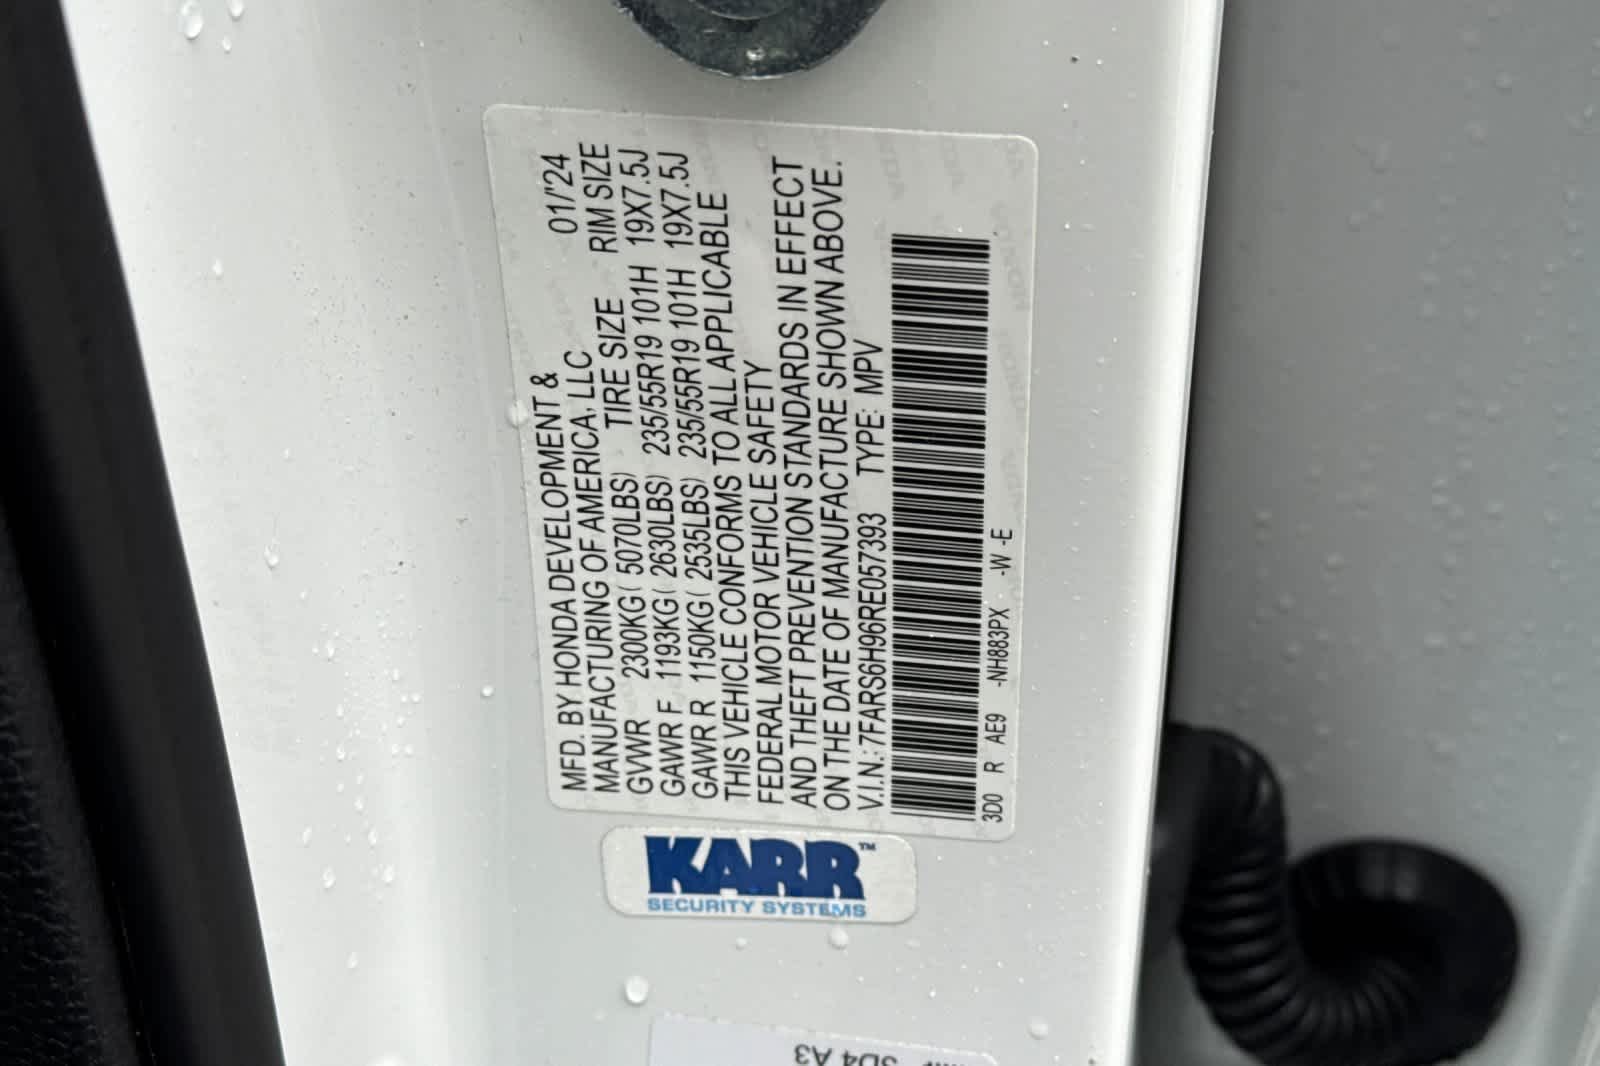 MFD. BY HONDA DEVELOPMENT & 01/'24
MANUFACTURING OF AMERICA, LLC
TIRE SIZE RIM SIZE
GVWR 2300KG( 5070LBS)
GAWR F 1193KG( 2630LBS) 235/55R19 101H 19X7.5J
GAWR R 1150KG( 2535LBS) 235/55R19 101H 19X7.5J
THIS VEHICLE CONFORMS TO ALL APPLICABLE
FEDERAL MOTOR VEHICLE SAFETY
AND THEFT PREVENTION STANDARDS IN EFFECT
ON THE DATE OF MANUFACTURE SHOWN ABOVE.
V.I.N.: 7FARS6H96RE057393 TYPE: MPV
3D0 R AE9 -NH883PX -W -E
KARR™
SECURITY SYSTEMS
3D4 A3